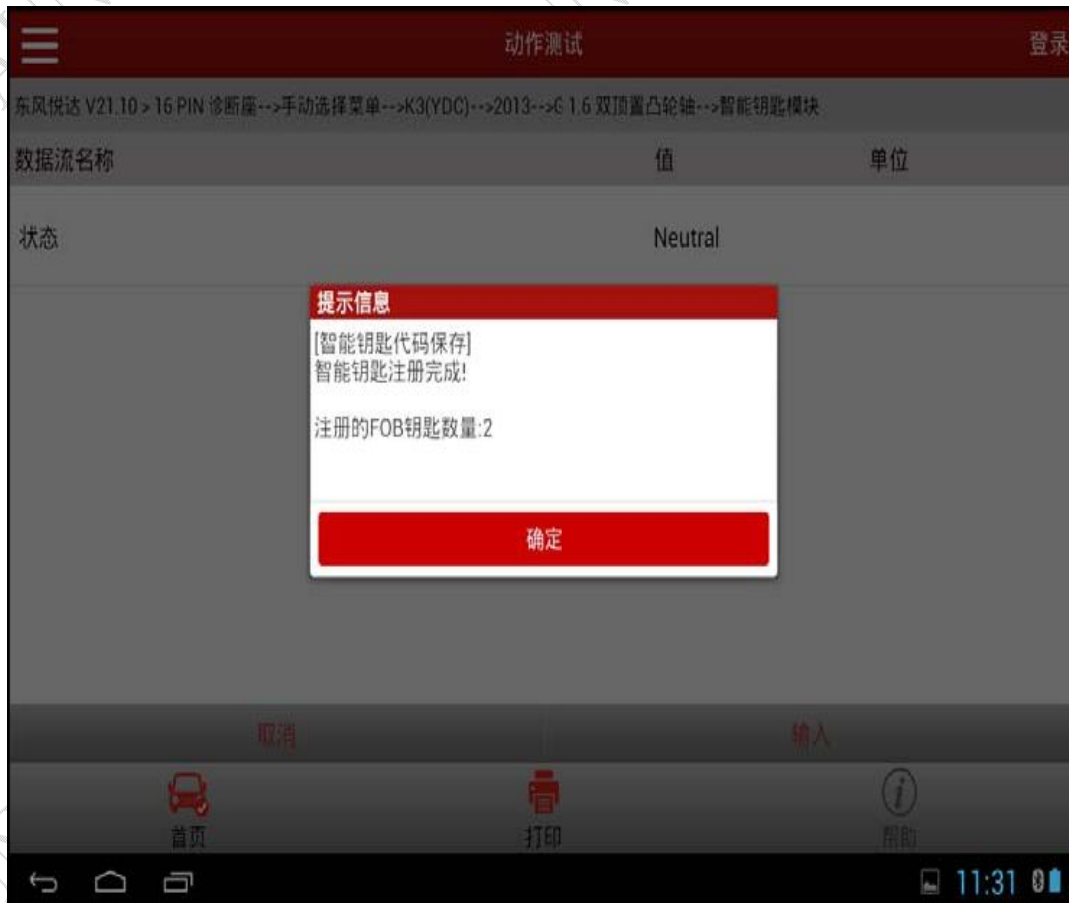 动作测试
登录
东风悦达 V21.10 > 16 PIN 诊断座-->手动选择菜单-->K3(YDC)-->2013-->G 1.6 双顶置凸轮轴-->智能钥匙模块
数据流名称 值 单位
状态 Neutral
提示信息
[智能钥匙代码保存]
智能钥匙注册完成!
注册的FOB钥匙数量:2
确定
取消 输入
首页 打印 帮助
11:31